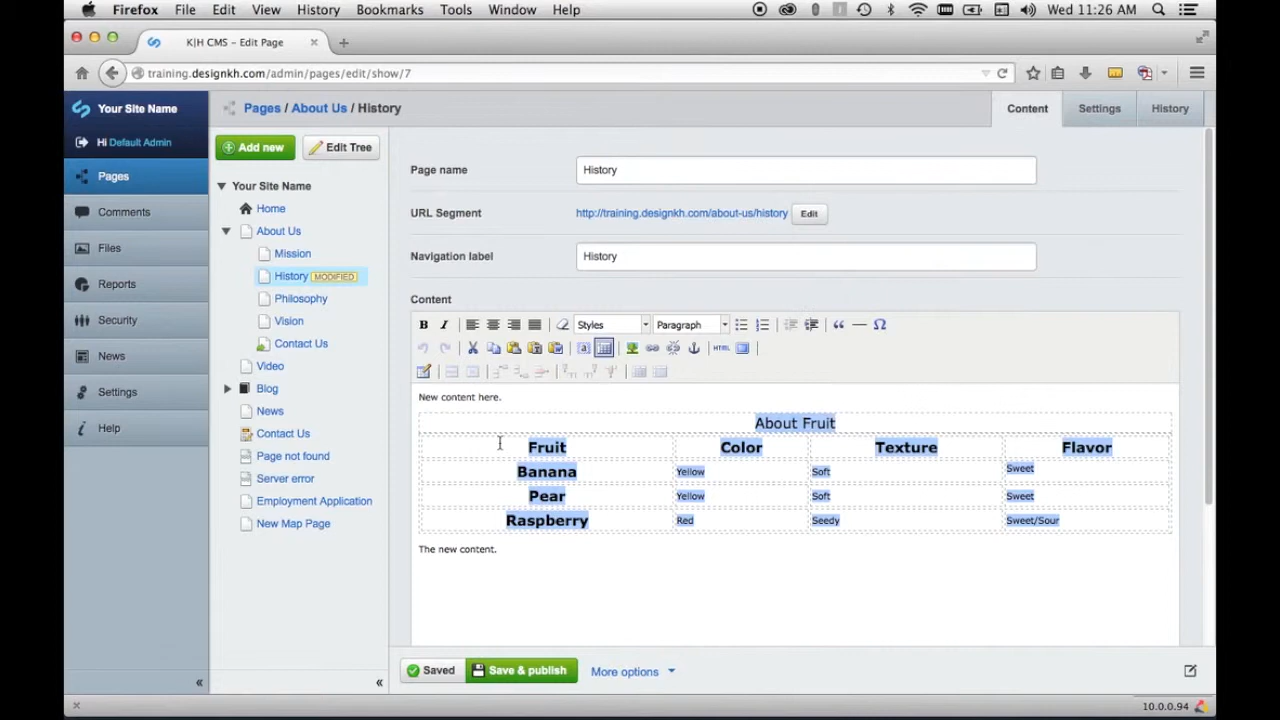 Firefox File Edit View History Bookmarks Tools Window Help Wed 11:26 AM
K|H CMS - Edit Page
training.designkh.com/admin/pages/edit/show/7
Your Site Name
Pages / About Us / History
Content Settings History
Hi Default Admin
Add new Edit Tree
Pages
Comments
Files
Reports
Security
News
Settings
Help
Your Site Name
Home
About Us
Mission
History MODIFIED
Philosophy
Vision
Contact Us
Video
Blog
News
Contact Us
Page not found
Server error
Employment Application
New Map Page
Page name History
URL Segment http://training.designkh.com/about-us/history Edit
Navigation label History
Content
B I Styles Paragraph “ — Ω
HTML
New content here.
About Fruit
Fruit Color Texture Flavor
Banana Yellow Soft Sweet
Pear Yellow Soft Sweet
Raspberry Red Seedy Sweet/Sour
The new content.
« «
Saved Save & publish More options
10.0.0.94